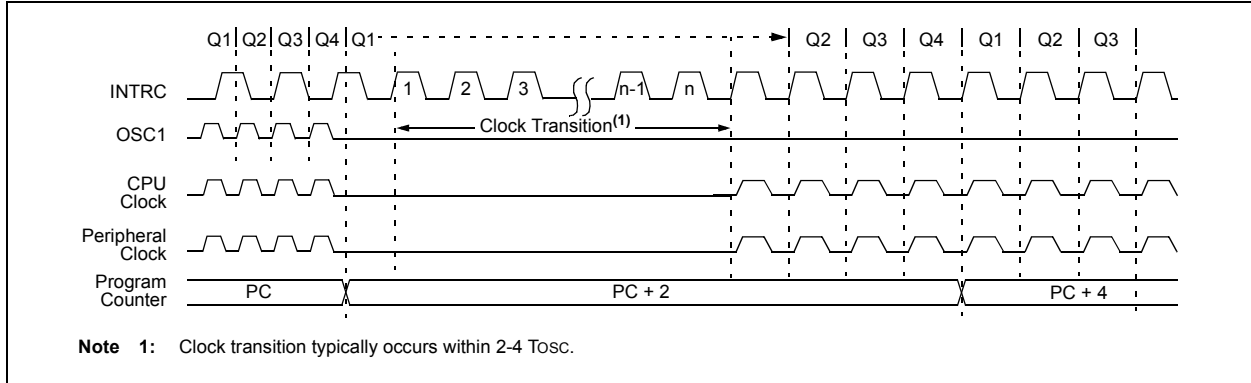 Q1 Q2 Q3 Q4 Q1 Q2 Q3 Q4 Q1 Q2 Q3
INTRC 1 2 3 n-1 n
OSC1 Clock Transition(1)
CPU
Clock
Peripheral
Clock
Program
Counter
PC PC + 2 PC + 4
Note 1: Clock transition typically occurs within 2-4 TOSC.